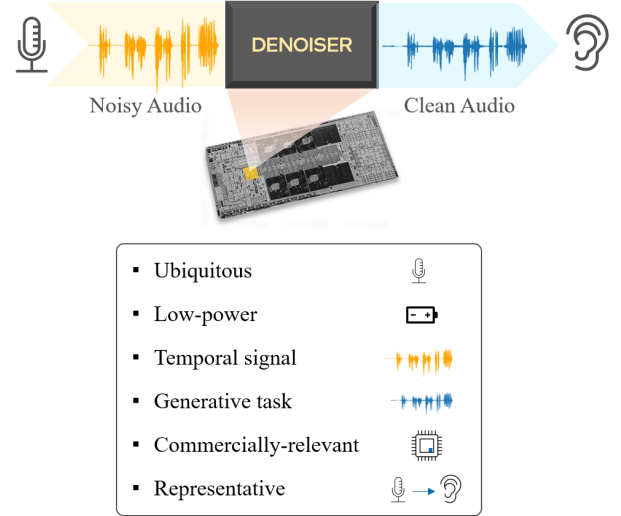 DENOISER
Noisy Audio
Clean Audio
Ubiquitous
Low-power
Temporal signal
Generative task
Commercially-relevant
Representative